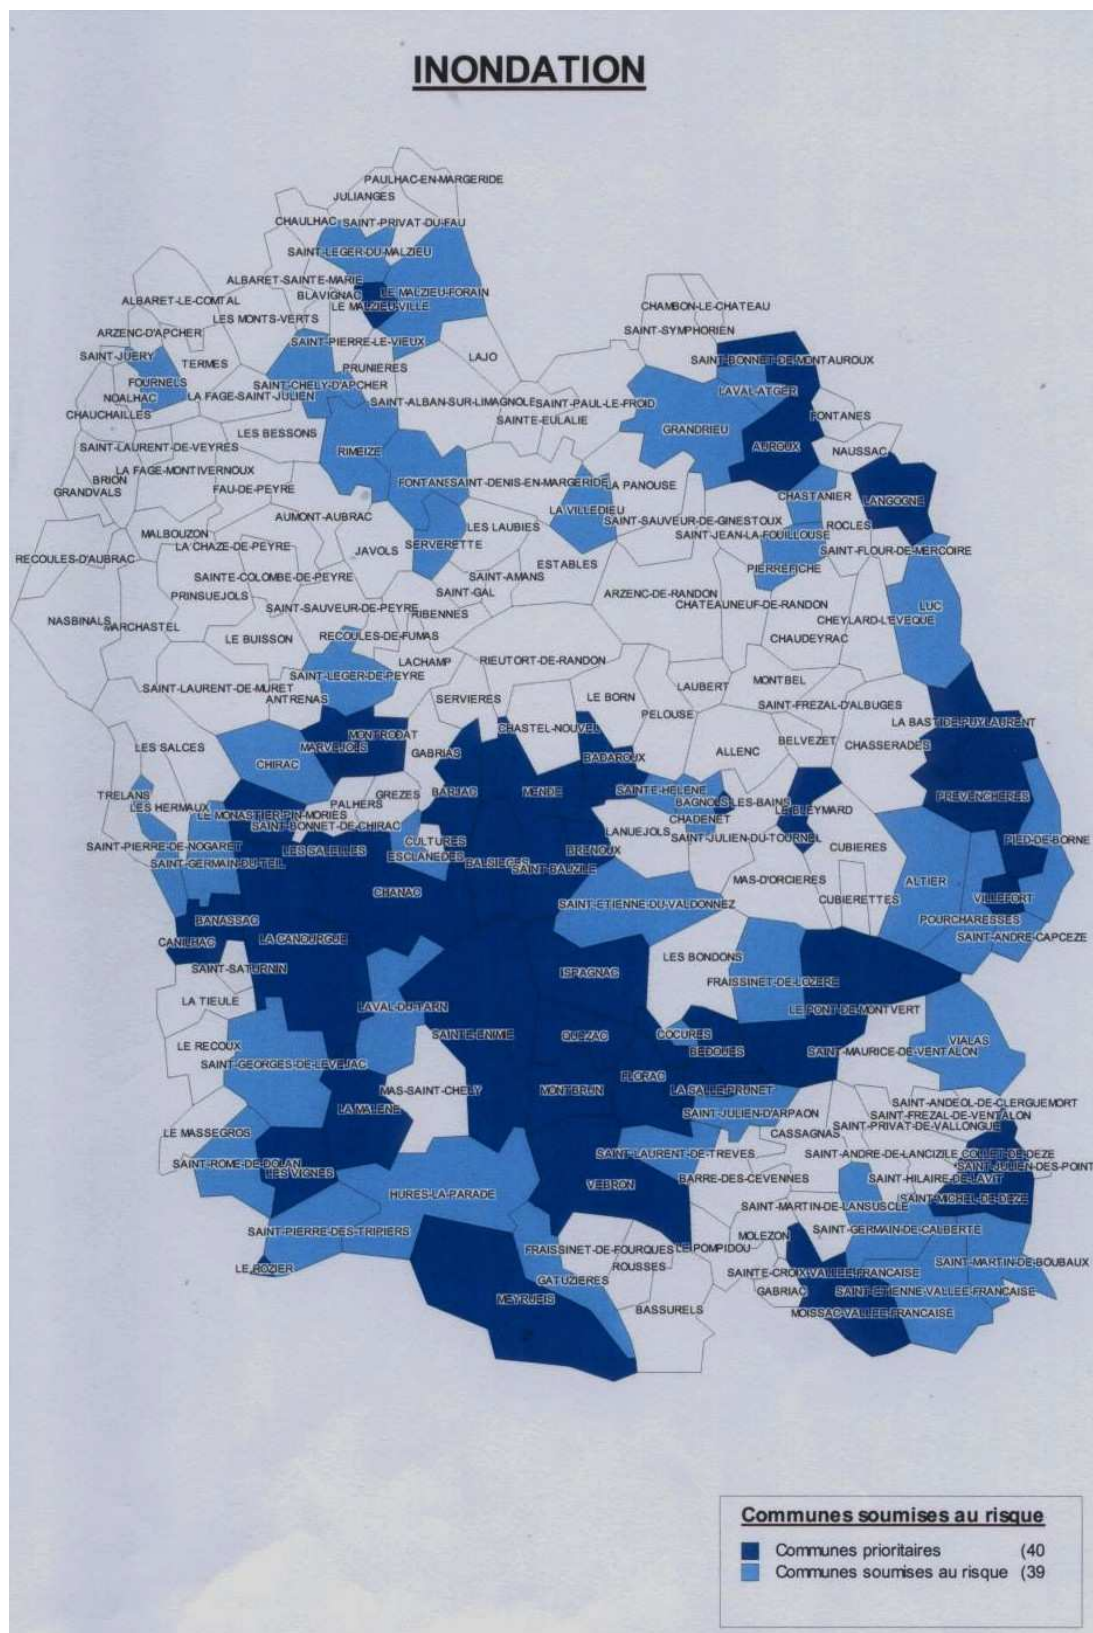 INONDATION
PAULHAC-EN-MARGERIDE
JULIANGES
CHAULHAC
SAINT-PRIVAT-DU-FAU
SAINT-LEGER-DU-MALZIEU
ALBARET-SAINTE-MARIE
BLAVIGNAC
LE MALZIEU-FORAIN
ALBARET-LE-COMTAL
LE MALZIEU-VILLE
CHAMBON-LE-CHATEAU
LES MONTS-VERTS
ARZENC-D'APCHER
SAINT-SYMPHORIEN
SAINT-PIERRE-LE-VIEUX
SAINT-JUERY
TERMES
PRUNIERES
LAJO
SAINT-BONNET-DE-MONTAUROUX
FOURNELS
SAINT-CHELY-D'APCHER
LAVAL-ATGER
NOALHAC
LA FAGE-SAINT-JULIEN
SAINT-ALBAN-SUR-LIMAGNOLE
SAINT-PAUL-LE-FROID
CHAUCHAILLES
SAINTE-EULALIE
FONTANES
GRANDRIEU
LES BESSONS
SAINT-LAURENT-DE-VEYRES
RIMEIZE
AUROUX
NAUSSAC
LA FAGE-MONTIVERNOUX
BRION
GRANDVALS
FAU-DE-PEYRE
FONTANES
SAINT-DENIS-EN-MARGERIDE
LA PANOUSE
CHASTANIER
LANGOGNE
AUMONT-AUBRAC
LA VILLEDIEU
SAINT-SAUVEUR-DE-GINESTOUX
LES LAUBIES
ROCLES
MALBOUZON
SAINT-JEAN-LA-FOUILLOUSE
LA CHAZE-DE-PEYRE
JAVOLS
SERVERETTE
SAINT-FLOUR-DE-MERCOIRE
RECOULES-D'AUBRAC
ESTABLES
PIERREFICHE
SAINTE-COLOMBE-DE-PEYRE
SAINT-AMANS
PRINSUEJOLS
SAINT-GAL
ARZENC-DE-RANDON
CHATEAUNEUF-DE-RANDON
LUC
SAINT-SAUVEUR-DE-PEYRE
RIBENNES
NASBINALS
MARCHASTEL
CHEYLARD-L'EVEQUE
LE BUISSON
RECOULES-DE-FUMAS
CHAUDEYRAC
LACHAMP
RIEUTORT-DE-RANDON
SAINT-LEGER-DE-PEYRE
SAINT-LAURENT-DE-MURET
ANTRENAS
SERVIERES
LE BORN
LAUBERT
MONTBEL
SAINT-FREZAL-D'ALBUGES
PELOUSE
LA BASTIDE-PUYLAURENT
CHASTEL-NOUVEL
MONTRODAT
MARVEJOLS
LES SALCES
GABRIAS
BADAROUX
ALLENC
BELVEZET
CHASSERADES
CHIRAC
TRELANS
GREZES
BARJAC
MENDE
SAINTE-HELENE
PREVENCHERES
LES HERMAUX
PALHERS
BAGNOLS-LES-BAINS
LE BLEYMARD
LE MONASTIER-PIN-MORIES
CHADENET
SAINT-BONNET-DE-CHIRAC
LANUEJOLS
SAINT-JULIEN-DU-TOURNEL
PIED-DE-BORNE
SAINT-PIERRE-DE-NOGARET
LES SALELLES
CULTURES
ESCLANEDES
BRENOUX
CUBIERES
SAINT-GERMAIN-DU-TEIL
BALSIEGES
SAINT-BAUZILE
MAS-D'ORCIERES
ALTIER
CHANAC
CUBIERETTES
VILLEFORT
SAINT-ETIENNE-DU-VALDONNEZ
BANASSAC
POURCHARESSES
CANILHAC
LA CANOURGUE
SAINT-ANDRE-CAPCEZE
LES BONDONS
SAINT-SATURNIN
ISPAGNAC
FRAISSINET-DE-LOZERE
LA TIEULE
LAVAL-DU-TARN
LE PONT-DE-MONTVERT
SAINTE-ENIMIE
QUEZAC
COCURES
LE RECOUX
BEDOUES
SAINT-MAURICE-DE-VENTALON
VIALAS
SAINT-GEORGES-DE-LEVEJAC
FLORAC
MAS-SAINT-CHELY
MONTBRUN
LA SALLE-PRUNET
LA MALENE
SAINT-ANDEOL-DE-CLERGUEMORT
SAINT-JULIEN-D'ARPAON
SAINT-FREZAL-DE-VENTALON
SAINT-PRIVAT-DE-VALLONGUE
LE MASSEGROS
CASSAGNAS
SAINT-LAURENT-DE-TREVES
SAINT-ANDRE-DE-LANCIZE
LE COLLET-DE-DEZE
SAINT-ROME-DE-DOLAN
LES VIGNES
SAINT-JULIEN-DES-POINT
BARRE-DES-CEVENNES
SAINT-HILAIRE-DE-LAVIT
VEBRON
HURES-LA-PARADE
SAINT-MICHEL-DE-DEZE
SAINT-MARTIN-DE-LANSUSCLE
SAINT-PIERRE-DES-TRIPIERS
SAINT-GERMAIN-DE-CALBERTE
MOLEZON
FRAISSINET-DE-FOURQUES
LE POMPIDOU
LE ROZIER
ROUSSES
SAINT-MARTIN-DE-BOUBAUX
SAINTE-CROIX-VALLEE-FRANCAISE
GATUZIERES
GABRIAC
SAINT-ETIENNE-VALLEE-FRANCAISE
MEYRUEIS
BASSURELS
MOISSAC-VALLEE-FRANCAISE
Communes soumises au risque
Communes prioritaires (40
Communes soumises au risque (39